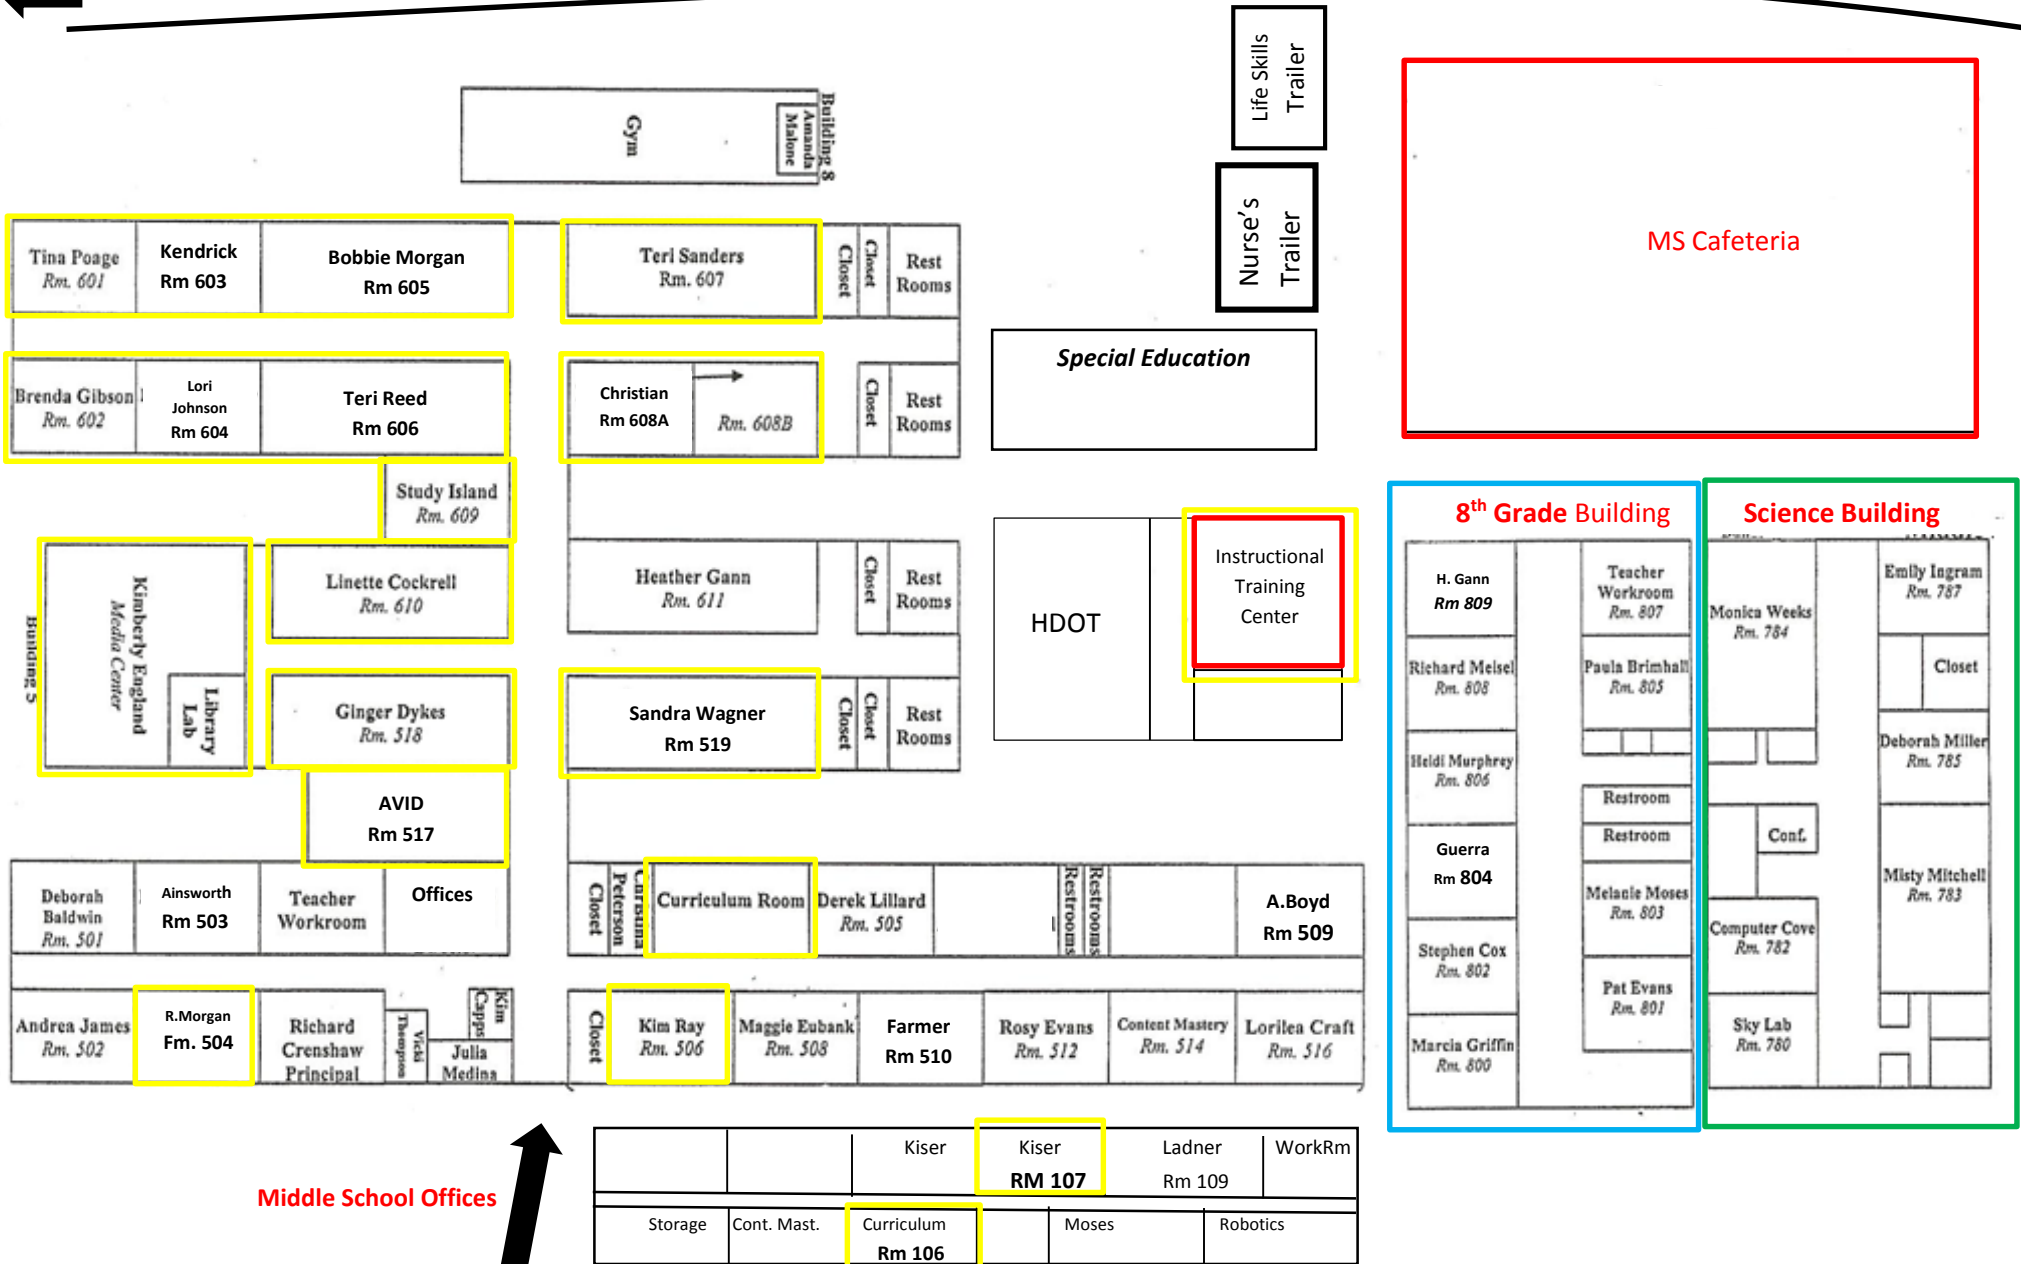 Life Skills
Trailer
Building 8
Amanda
Malone
Gym
Nurse's
Trailer
MS Cafeteria
Tina Poage
Rm. 601
Kendrick
Rm 603
Bobbie Morgan
Rm 605
Teri Sanders
Rm. 607
Closet
Closet
Rest
Rooms
Special Education
Brenda Gibson
Rm. 602
Lori
Johnson
Rm 604
Teri Reed
Rm 606
Christian
Rm 608A
Rm. 608B
Closet
Rest
Rooms
Study Island
Rm. 609
8th Grade Building
Science Building
Building 5
Kimberly England
Media Center
Library
Lab
Linette Cockrell
Rm. 610
Heather Gann
Rm. 611
Closet
Rest
Rooms
HDOT
Instructional
Training
Center
H. Gann
Rm 809
Teacher
Workroom
Rm. 807
Monica Weeks
Rm. 784
Emily Ingram
Rm. 787
Richard Meisel
Rm. 808
Paula Brimhall
Rm. 805
Closet
Ginger Dykes
Rm. 518
Sandra Wagner
Rm 519
Closet
Closet
Rest
Rooms
Heidi Murphrey
Rm. 806
Deborah Miller
Rm. 785
AVID
Rm 517
Restroom
Restroom
Conf.
Guerra
Rm 804
Melanie Moses
Rm. 803
Misty Mitchell
Rm. 783
Deborah
Baldwin
Rm. 501
Ainsworth
Rm 503
Teacher
Workroom
Offices
Closet
Peterson
Curriculum Room
Derek Lillard
Rm. 505
Restrooms
Restrooms
A.Boyd
Rm 509
Stephen Cox
Rm. 802
Computer Cove
Rm. 782
Pat Evans
Rm. 801
Andrea James
Rm. 502
R.Morgan
Fm. 504
Richard
Crenshaw
Principal
Vicki
Thompson
Kim
Capps
Julia
Medina
Closet
Kim Ray
Rm. 506
Maggie Eubank
Rm. 508
Farmer
Rm 510
Rosy Evans
Rm. 512
Content Mastery
Rm. 514
Lorilea Craft
Rm. 516
Marcia Griffin
Rm. 800
Sky Lab
Rm. 780
Middle School Offices
Kiser
Kiser
RM 107
Ladner
Rm 109
WorkRm
Storage
Cont. Mast.
Curriculum
Rm 106
Moses
Robotics